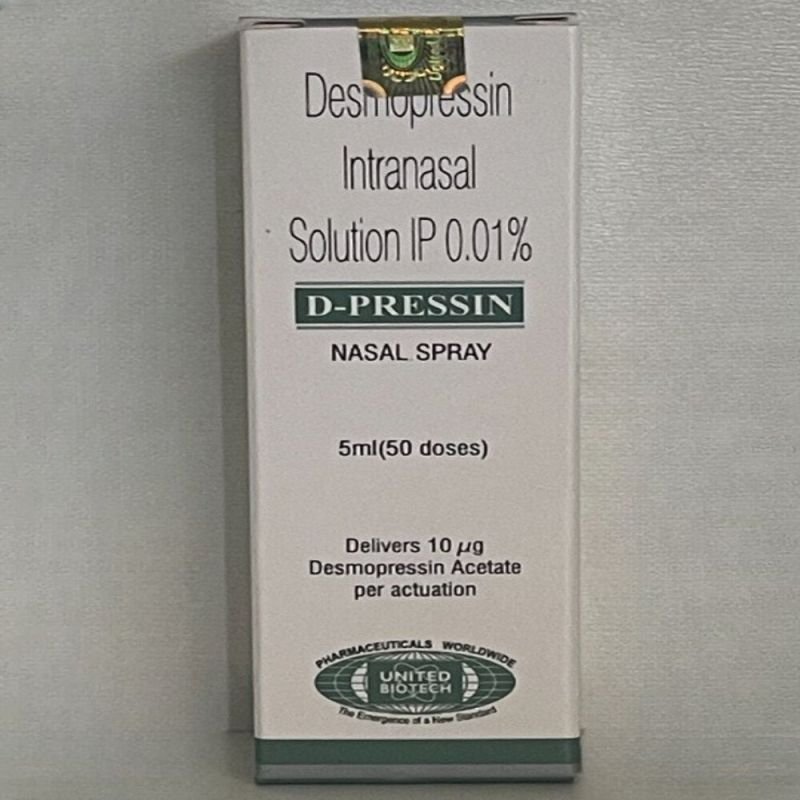 Desmopressin
Intranasal
Solution IP 0.01%
D-PRESSIN
NASAL SPRAY
5ml(50 doses)
Delivers 10 µg
Desmopressin Acetate
per actuation
PHARMACEUTICALS WORLDWIDE
UNITED
BIOTECH
The Emergence of a New Standard